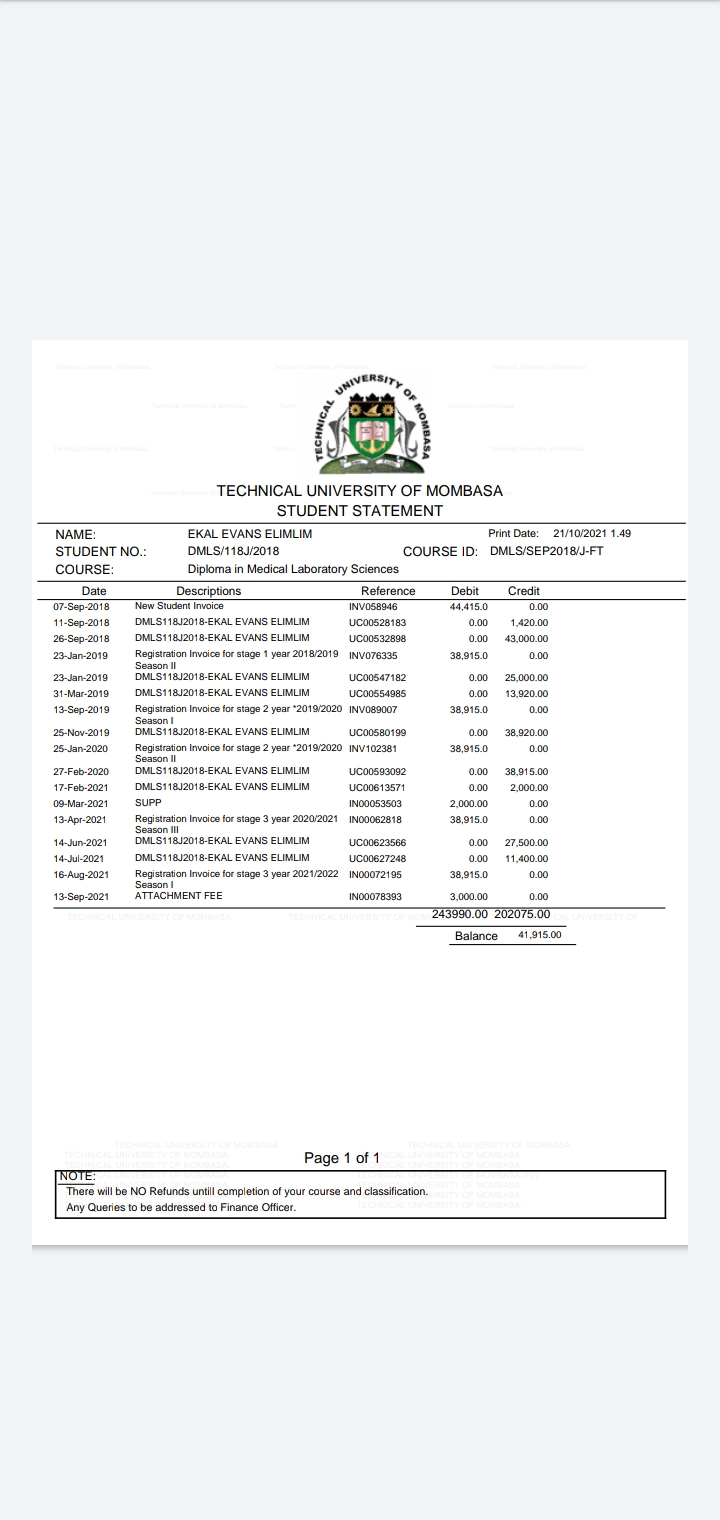 Technical University of Mombasa.
TECHNICAL UNIVERSITY OF MOMBASA
TECHNICAL UNIVERSITY OF MOMBASA
STUDENT STATEMENT
NAME: EKAL EVANS ELIMLIM Print Date: 21/10/2021 1.49
STUDENT NO.: DMLS/118J/2018 COURSE ID: DMLS/SEP2018/J-FT
COURSE: Diploma in Medical Laboratory Sciences
Date Descriptions Reference Debit Credit
07-Sep-2018 New Student Invoice INV058946 44,415.0 0.00
11-Sep-2018 DMLS118J2018-EKAL EVANS ELIMLIM UC00528183 0.00 1,420.00
26-Sep-2018 DMLS118J2018-EKAL EVANS ELIMLIM UC00532898 0.00 43,000.00
23-Jan-2019 Registration Invoice for stage 1 year 2018/2019 INV076335 38,915.0 0.00
Season II
23-Jan-2019 DMLS118J2018-EKAL EVANS ELIMLIM UC00547182 0.00 25,000.00
31-Mar-2019 DMLS118J2018-EKAL EVANS ELIMLIM UC00554985 0.00 13,920.00
13-Sep-2019 Registration Invoice for stage 2 year *2019/2020 INV089007 38,915.0 0.00
Season I
25-Nov-2019 DMLS118J2018-EKAL EVANS ELIMLIM UC00580199 0.00 38,920.00
25-Jan-2020 Registration Invoice for stage 2 year *2019/2020 INV102381 38,915.0 0.00
Season II
27-Feb-2020 DMLS118J2018-EKAL EVANS ELIMLIM UC00593092 0.00 38,915.00
17-Feb-2021 DMLS118J2018-EKAL EVANS ELIMLIM UC00613571 0.00 2,000.00
09-Mar-2021 SUPP IN00053503 2,000.00 0.00
13-Apr-2021 Registration Invoice for stage 3 year 2020/2021 IN00062818 38,915.0 0.00
Season III
14-Jun-2021 DMLS118J2018-EKAL EVANS ELIMLIM UC00623566 0.00 27,500.00
14-Jul-2021 DMLS118J2018-EKAL EVANS ELIMLIM UC00627248 0.00 11,400.00
16-Aug-2021 Registration Invoice for stage 3 year 2021/2022 IN00072195 38,915.0 0.00
Season I
13-Sep-2021 ATTACHMENT FEE IN00078393 3,000.00 0.00
243990.00 202075.00
Balance 41,915.00
Page 1 of 1
NOTE:
There will be NO Refunds untill completion of your course and classification.
Any Queries to be addressed to Finance Officer.